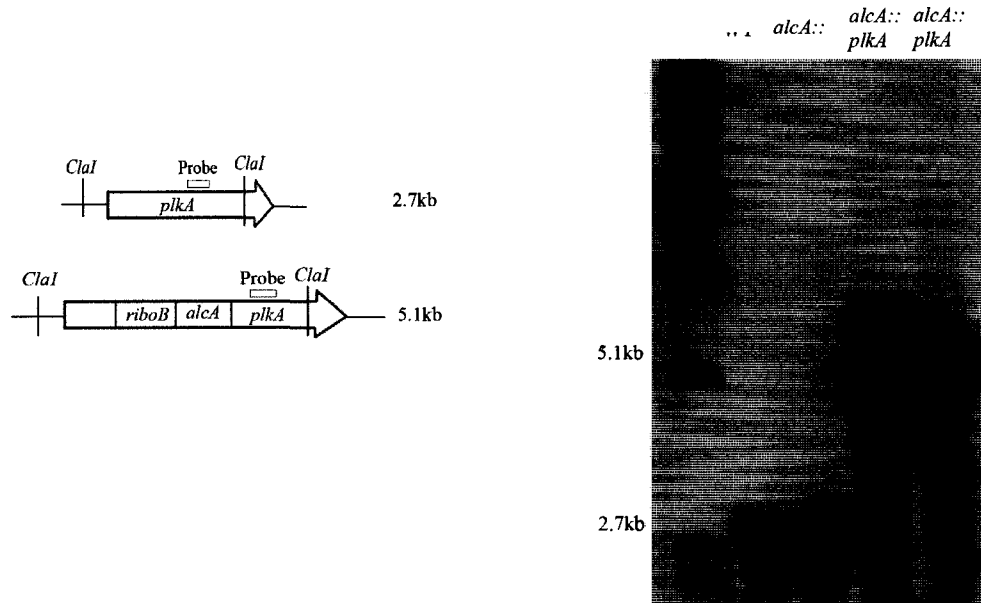 alcA::
alcA:: plkA
alcA:: plkA
ClaI
Probe
ClaI
plkA
2.7kb
ClaI
Probe
ClaI
riboB
alcA
plkA
5.1kb
5.1kb
2.7kb